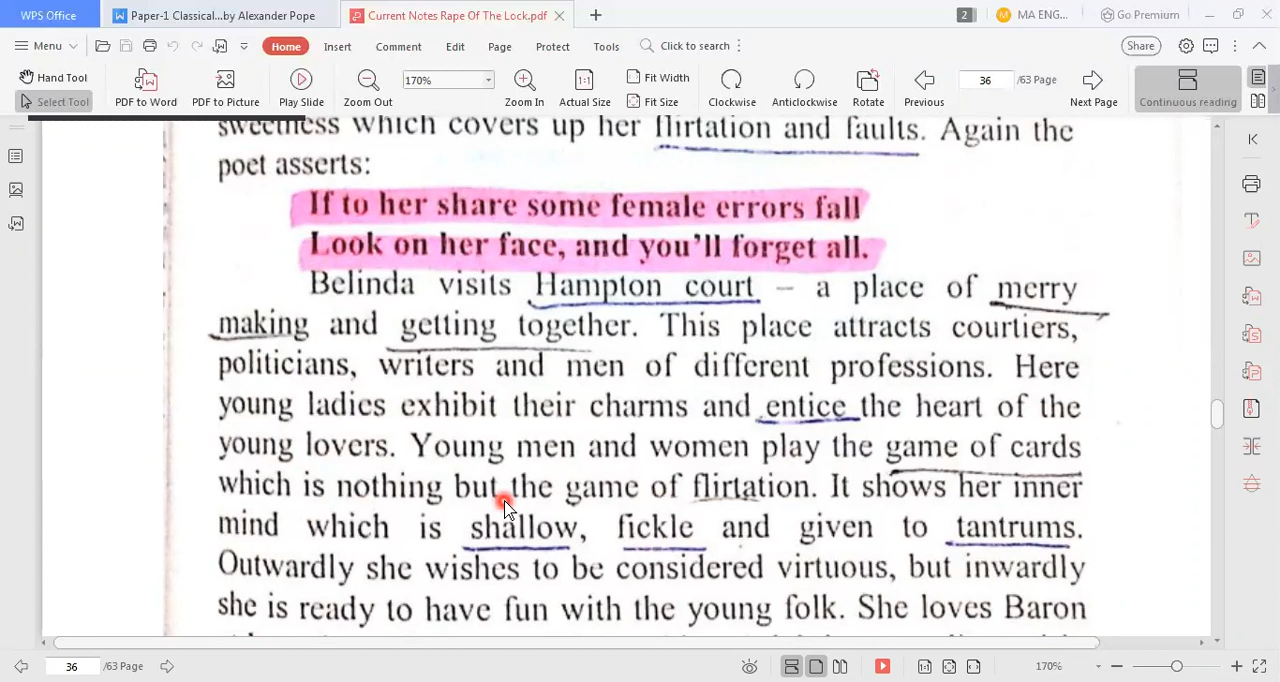 WPS Office
Paper-1 Classical...by Alexander Pope
Current Notes Rape Of The Lock.pdf
2
MA ENG...
Go Premium
Menu
Home
Insert
Comment
Edit
Page
Protect
Tools
Click to search
Share
Hand Tool
Select Tool
PDF to Word
PDF to Picture
Play Slide
Zoom Out
170%
Zoom In
1:1
Actual Size
Fit Width
Fit Size
Clockwise
Anticlockwise
Rotate
Previous
36
/63 Page
Next Page
Continuous reading
sweetness which covers up her flirtation and faults. Again the
poet asserts:
If to her share some female errors fall
Look on her face, and you'll forget all.
Belinda visits Hampton court – a place of merry
making and getting together. This place attracts courtiers,
politicians, writers and men of different professions. Here
young ladies exhibit their charms and entice the heart of the
young lovers. Young men and women play the game of cards
which is nothing but the game of flirtation. It shows her inner
mind which is shallow, fickle and given to tantrums.
Outwardly she wishes to be considered virtuous, but inwardly
she is ready to have fun with the young folk. She loves Baron
36
/63 Page
170%